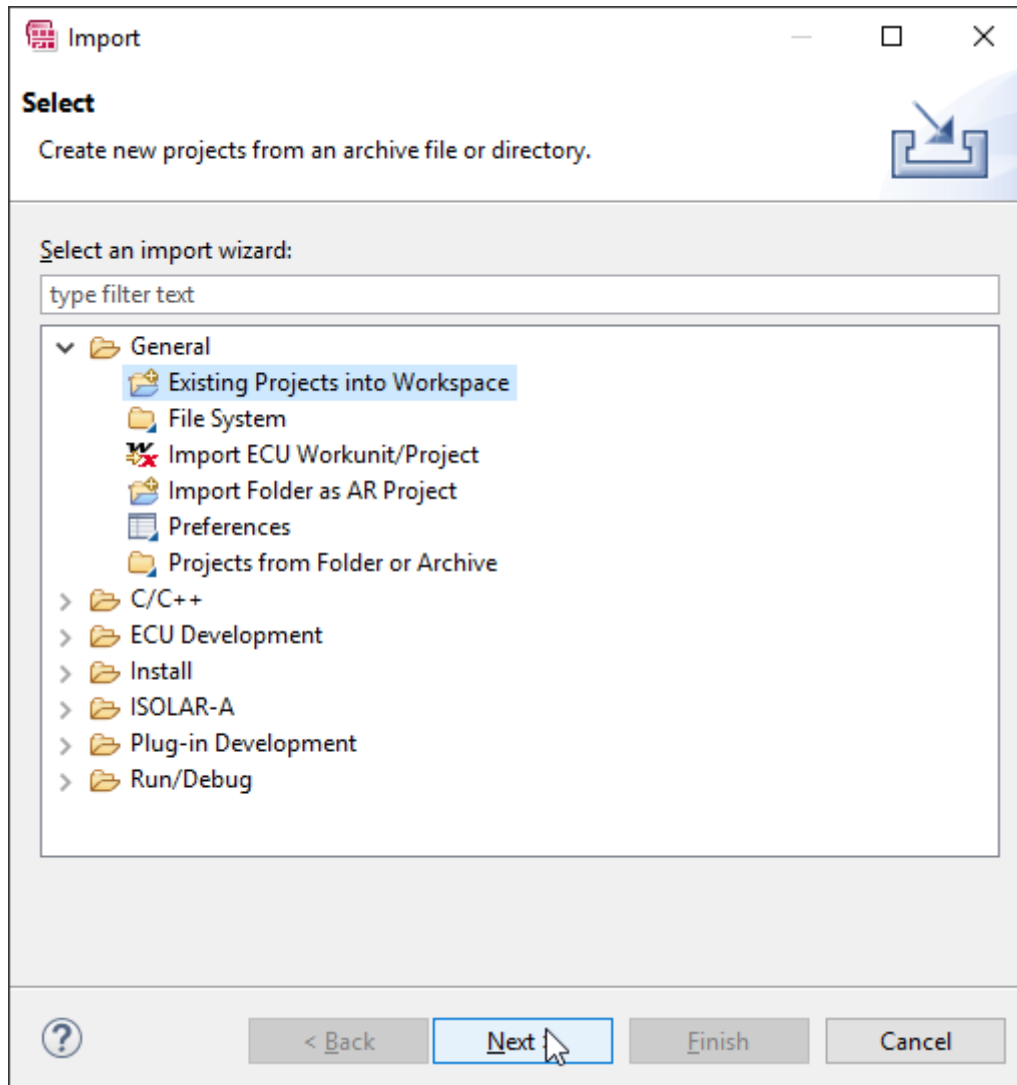 Import
Select
Create new projects from an archive file or directory.
Select an import wizard:
type filter text
General
Existing Projects into Workspace
File System
Import ECU Workunit/Project
Import Folder as AR Project
Preferences
Projects from Folder or Archive
C/C++
ECU Development
Install
ISOLAR-A
Plug-in Development
Run/Debug
? < Back Next Finish Cancel